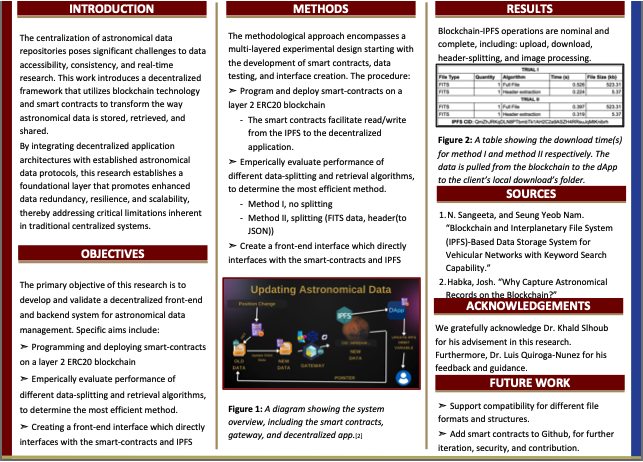 INTRODUCTION
The centralization of astronomical data
repositories poses significant challenges to data
accessibility, consistency, and real-time
research. This work introduces a decentralized
framework that utilizes blockchain technology
and smart contracts to transform the way
astronomical data is stored, retrieved, and
shared.
By integrating decentralized application
architectures with established astronomical
data protocols, this research establishes a
foundational layer that promotes enhanced
data redundancy, resilience, and scalability,
thereby addressing critical limitations inherent
in traditional centralized systems.
OBJECTIVES
The primary objective of this research is to
develop and validate a decentralized front-end
and backend system for astronomical data
management. Specific aims include:
➣ Programming and deploying smart-contracts
on a layer 2 ERC20 blockchain
➣ Emperically evaluate performance of
different data-splitting and retrieval algorithms,
to determine the most efficient method.
➣ Creating a front-end interface which directly
interfaces with the smart-contracts and IPFS
METHODS
The methodological approach encompasses a
multi-layered experimental design starting with
the development of smart contracts, data
testing, and interface creation. The procedure:
➣ Program and deploy smart-contracts on a
layer 2 ERC20 blockchain
- The smart contracts facilitate read/write
from the IPFS to the decentralized
application.
➣ Emperically evaluate performance of
different data-splitting and retrieval algorithms,
to determine the most efficient method.
- Method I, no splitting
- Method II, splitting (FITS data, header(to
JSON))
➣ Create a front-end interface which directly
interfaces with the smart-contracts and IPFS
Updating Astronomical Data
Position Change
IPFS
DApp
OLD
DATA
NEW
DATA
GATEWAY
NEW
DATA
POINTER
Figure 1: A diagram showing the system
overview, including the smart contracts,
gateway, and decentralized app.[2]
RESULTS
Blockchain-IPFS operations are nominal and
complete, including: upload, download,
header-splitting, and image processing.
TRIAL I
File Type Quantity Algorithm Time (s) File Size (kb)
FITS 1 Full File 0.526 523.31
FITS 1 Header extraction 0.224 5.37
TRIAL II
FITS 1 Full File 0.397 523.31
FITS 1 Header extraction 0.319 5.37
IPFS CID:
Figure 2: A table showing the download time(s)
for method I and method II respectively. The
data is pulled from the blockchain to the dApp
to the client's local download's folder.
SOURCES
1. N. Sangeeta, and Seung Yeob Nam.
"Blockchain and Interplanetary File System
(IPFS)-Based Data Storage System for
Vehicular Networks with Keyword Search
Capability."
2. Habka, Josh. "Why Capture Astronomical
Records on the Blockchain?"
ACKNOWLEDGEMENTS
We gratefully acknowledge Dr. Khald Slhoub
for his advisement in this research.
Furthermore, Dr. Luis Quiroga-Nunez for his
feedback and guidance.
FUTURE WORK
➣ Support compatibility for different file
formats and structures.
➣ Add smart contracts to Github, for further
iteration, security, and contribution.